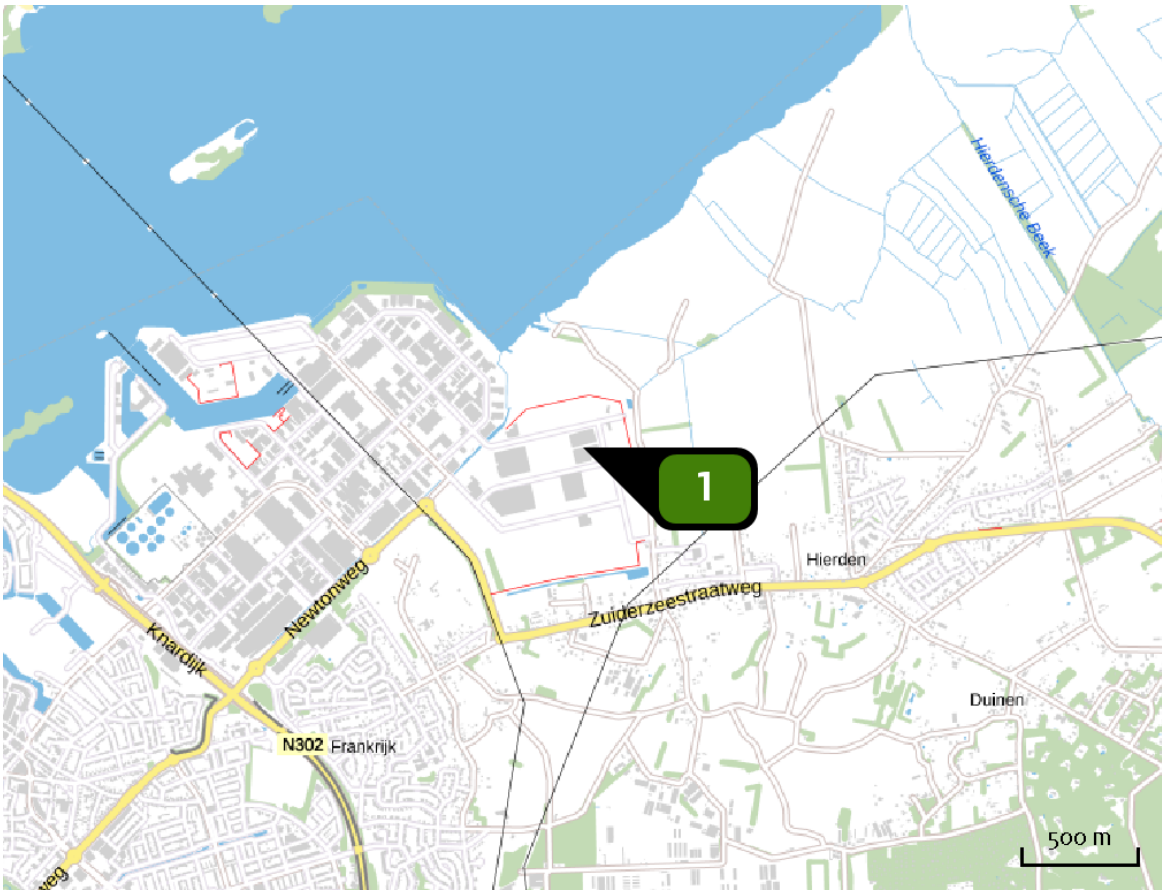 Hierdensche Beek
1
Hierden
Zuiderzeestraatweg
Newtonweg
Knardijk
Duinen
N302 Frankrijk
500 m
weg